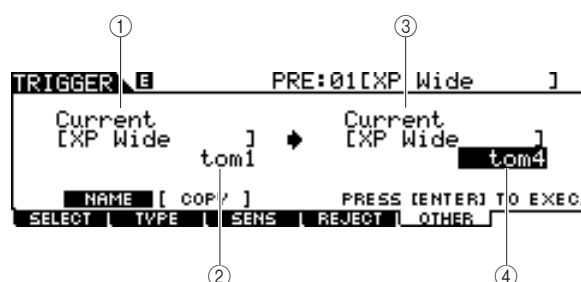 ① ③
TRIGGER E PRE:01[XP Wide ]
Current Current
[XP Wide ] [XP Wide ]
tom1 tom4
NAME [ COPY ] PRESS [ENTER] TO EXEC.
SELECT TYPE SENS REJECT OTHER
② ④